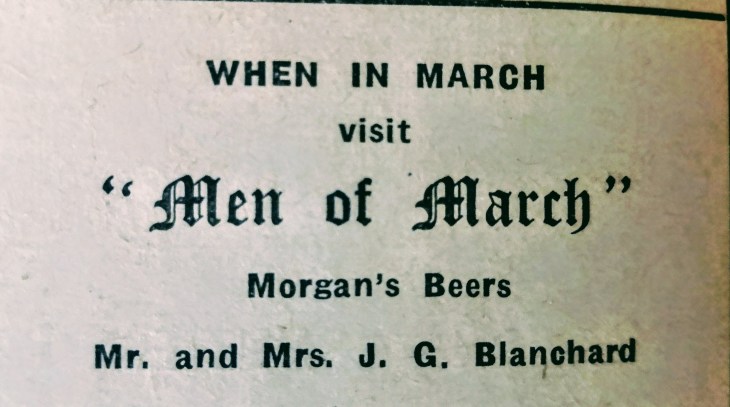 WHEN IN MARCH
visit
“Men of March”
Morgan’s Beers
Mr. and Mrs. J. G. Blanchard